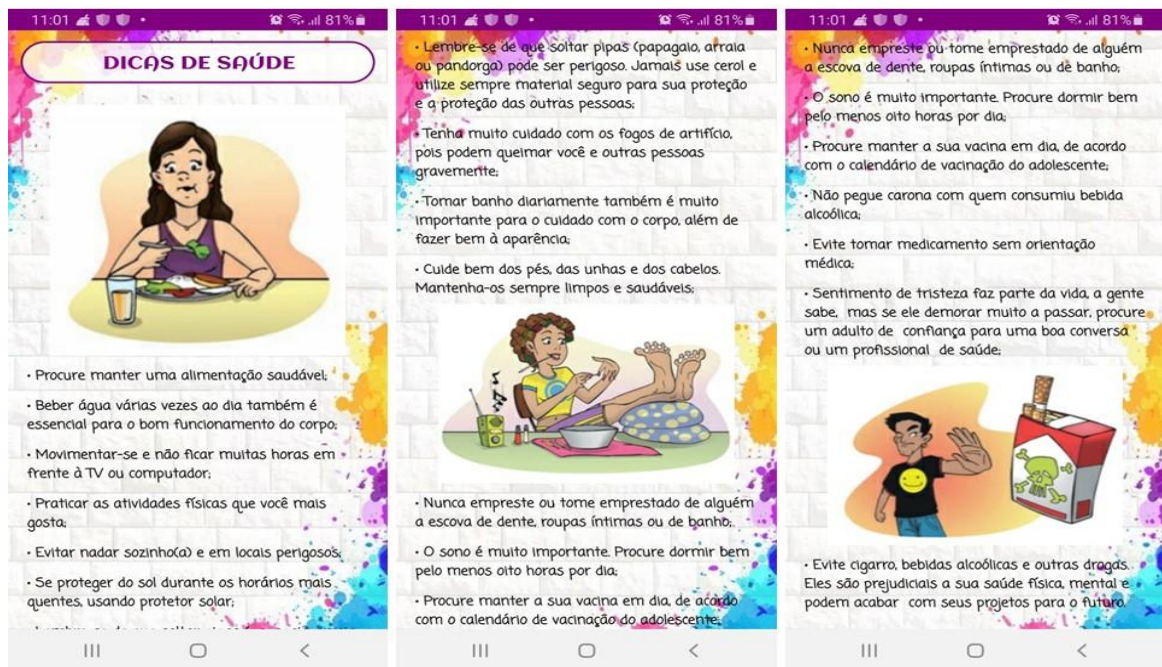 11:01 81%
DICAS DE SAÚDE
• Procure manter uma alimentação saudável;
• Beber água várias vezes ao dia também é
essencial para o bom funcionamento do corpo;
• Movimentar-se e não ficar muitas horas em
frente à TV ou computador;
• Praticar as atividades físicas que você mais
gosta;
• Evitar nadar sozinho(a) e em locais perigosos;
• Se proteger do sol durante os horários mais
quentes, usando protetor solar;
11:01 81%
• Lembre-se de que soltar pipas (papagaio, arraia
ou pandorga) pode ser perigoso. Jamais use cerol e
utilize sempre material seguro para sua proteção
e a proteção das outras pessoas;
• Tenha muito cuidado com os fogos de artifício,
pois podem queimar você e outras pessoas
gravemente;
• Tomar banho diariamente também é muito
importante para o cuidado com o corpo, além de
fazer bem à aparência;
• Cuide bem dos pés, das unhas e dos cabelos.
Mantenha-os sempre limpos e saudáveis;
• Nunca empreste ou tome emprestado de alguém
a escova de dente, roupas íntimas ou de banho;
• O sono é muito importante. Procure dormir bem
pelo menos oito horas por dia;
• Procure manter a sua vacina em dia, de acordo
com o calendário de vacinação do adolescente;
11:01 81%
• Nunca empreste ou tome emprestado de alguém
a escova de dente, roupas íntimas ou de banho;
• O sono é muito importante. Procure dormir bem
pelo menos oito horas por dia;
• Procure manter a sua vacina em dia, de acordo
com o calendário de vacinação do adolescente;
• Não pegue carona com quem consumiu bebida
alcoólica;
• Evite tomar medicamento sem orientação
médica;
• Sentimento de tristeza faz parte da vida, a gente
sabe, mas se ele demorar muito a passar, procure
um adulto de confiança para uma boa conversa
ou um profissional de saúde;
• Evite cigarro, bebidas alcoólicas e outras drogas.
Eles são prejudiciais a sua saúde física, mental e
podem acabar com seus projetos para o futuro.